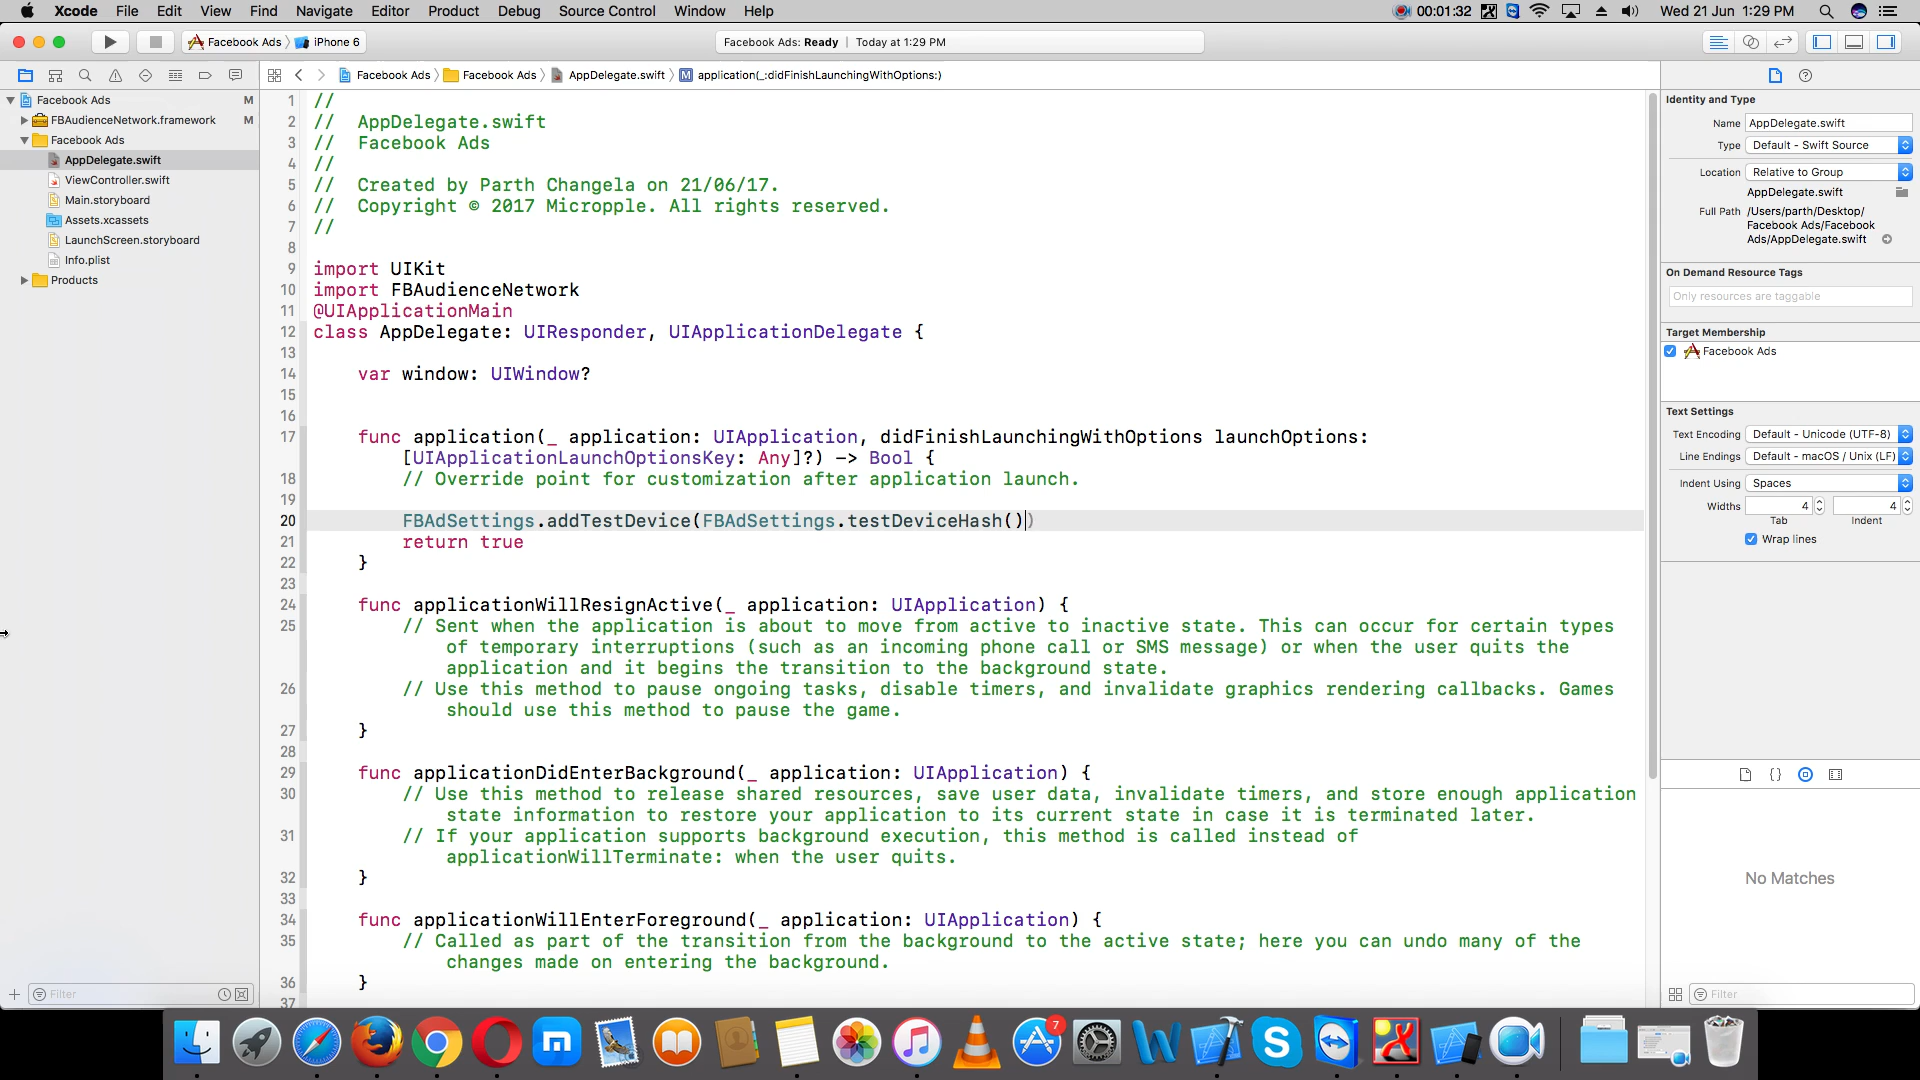 Xcode File Edit View Find Navigate Editor Product Debug Source Control Window Help 00:01:32 Wed 21 Jun 1:29 PM
Facebook Ads iPhone 6 Facebook Ads: Ready | Today at 1:29 PM
Facebook Ads Facebook Ads AppDelegate.swift M application(_:didFinishLaunchingWithOptions:)
Facebook Ads M
FBAudienceNetwork.framework M
Facebook Ads
AppDelegate.swift
ViewController.swift
Main.storyboard
Assets.xcassets
LaunchScreen.storyboard
Info.plist
Products
Filter
1 //
2 // AppDelegate.swift
3 // Facebook Ads
4 //
5 // Created by Parth Changela on 21/06/17.
6 // Copyright © 2017 Micropple. All rights reserved.
7 //
8
9 import UIKit
10 import FBAudienceNetwork
11 @UIApplicationMain
12 class AppDelegate: UIResponder, UIApplicationDelegate {
13
14 var window: UIWindow?
15
16
17 func application(_ application: UIApplication, didFinishLaunchingWithOptions launchOptions:
[UIApplicationLaunchOptionsKey: Any]?) -> Bool {
18 // Override point for customization after application launch.
19
20 FBAdSettings.addTestDevice(FBAdSettings.testDeviceHash())
21 return true
22 }
23
24 func applicationWillResignActive(_ application: UIApplication) {
25 // Sent when the application is about to move from active to inactive state. This can occur for certain types
of temporary interruptions (such as an incoming phone call or SMS message) or when the user quits the
application and it begins the transition to the background state.
26 // Use this method to pause ongoing tasks, disable timers, and invalidate graphics rendering callbacks. Games
should use this method to pause the game.
27 }
28
29 func applicationDidEnterBackground(_ application: UIApplication) {
30 // Use this method to release shared resources, save user data, invalidate timers, and store enough application
state information to restore your application to its current state in case it is terminated later.
31 // If your application supports background execution, this method is called instead of
applicationWillTerminate: when the user quits.
32 }
33
34 func applicationWillEnterForeground(_ application: UIApplication) {
35 // Called as part of the transition from the background to the active state; here you can undo many of the
changes made on entering the background.
36 }
37
Identity and Type
Name AppDelegate.swift
Type Default - Swift Source
Location Relative to Group
AppDelegate.swift
Full Path /Users/parth/Desktop/
Facebook Ads/Facebook
Ads/AppDelegate.swift
On Demand Resource Tags
Only resources are taggable
Target Membership
Facebook Ads
Text Settings
Text Encoding Default - Unicode (UTF-8)
Line Endings Default - macOS / Unix (LF)
Indent Using Spaces
Widths 4 4
Tab Indent
Wrap lines
No Matches
Filter
7